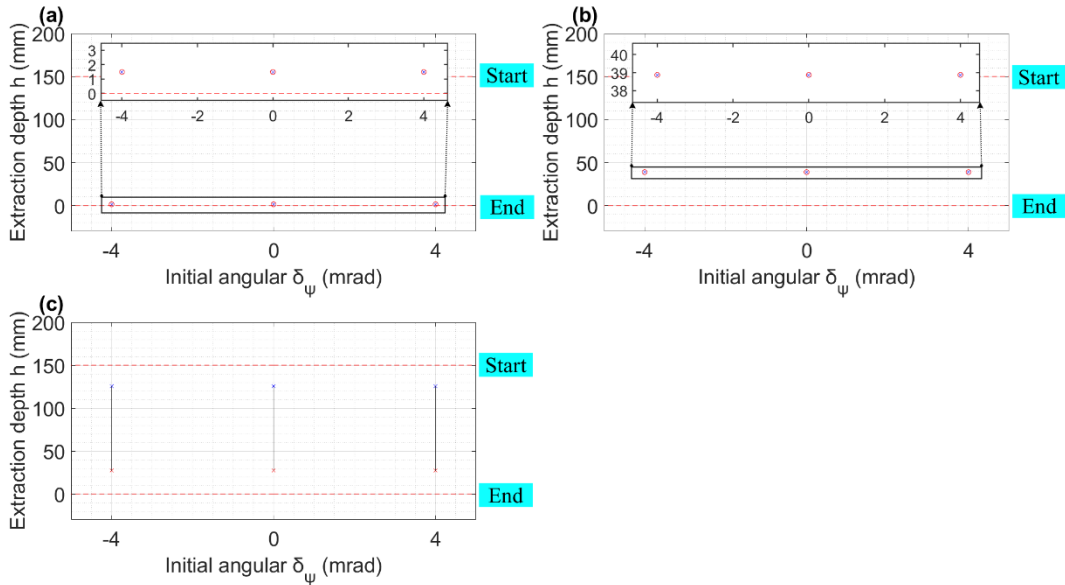 (a)
Extraction depth h (mm)
200
150
100
50
0
3
2
1
0
-4
-2
0
2
4
Start
End
-4
0
4
Initial angular δψ (mrad)
(b)
Extraction depth h (mm)
200
150
100
50
0
40
39
38
-4
-2
0
2
4
Start
End
-4
0
4
Initial angular δψ (mrad)
(c)
Extraction depth h (mm)
200
150
100
50
0
Start
End
-4
0
4
Initial angular δψ (mrad)